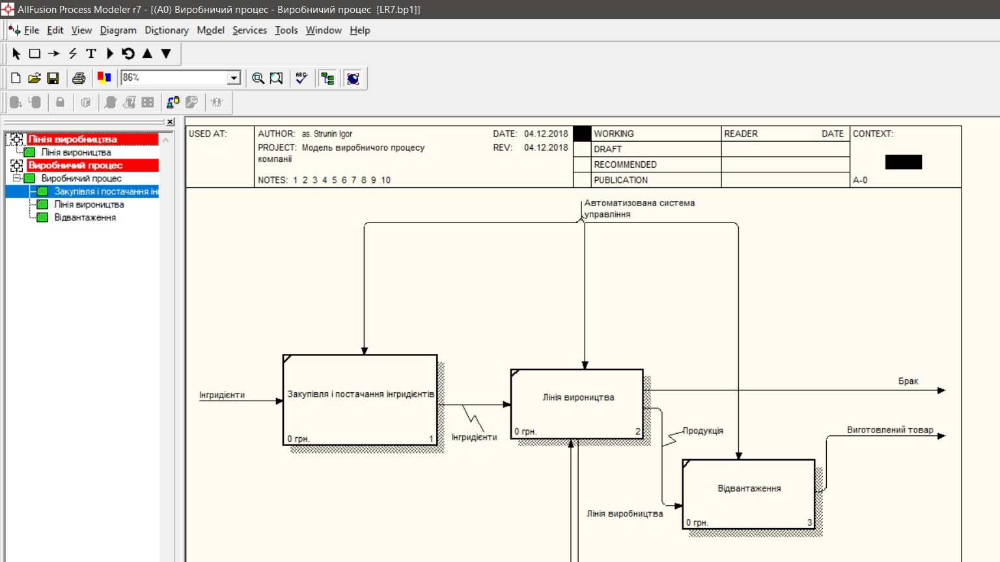 AllFusion Process Modeler r7 - [(A0) Виробничий процес - Виробничий процес [LR7.bp1]]
File Edit View Diagram Dictionary Model Services Tools Window Help
T
86%
ABC
Лінія виробництва
Лінія вироництва
Виробничий процес
Виробничий процес
Закупівля і постачання ін
Лінія вироництва
Відвантаження
USED AT:
AUTHOR: as. Strunin Igor
DATE: 04.12.2018
PROJECT: Модель виробничого процесу
компанії
REV: 04.12.2018
NOTES: 1 2 3 4 5 6 7 8 9 10
WORKING
DRAFT
RECOMMENDED
PUBLICATION
READER DATE
CONTEXT:
A-0
Автоматизована система
управління
Інгридієнти
Закупівля і постачання інгридієнтів
0 грн. 1
Інгридієнти
Лінія вироництва
0 грн. 2
Брак
Продукція
Виготовлений товар
Відвантаження
0 грн. 3
Лінія виробництва